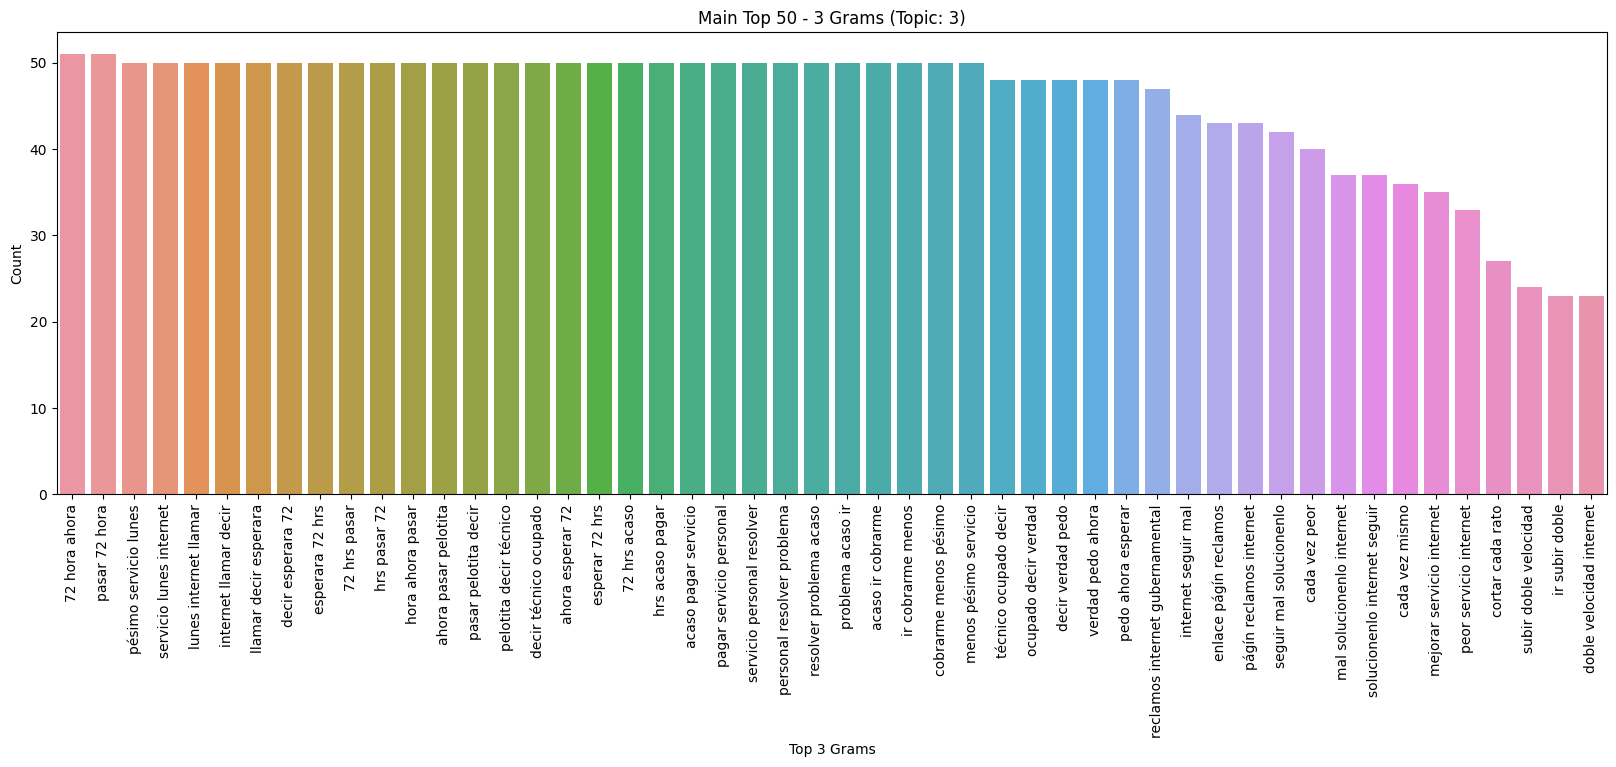 Main Top 50 - 3 Grams (Topic: 3)
Count
50
40
30
20
10
0
72 hora ahora
pasar 72 hora
pésimo servicio lunes
servicio lunes internet
lunes internet llamar
internet llamar decir
llamar decir esperara
decir esperara 72
esperara 72 hrs
72 hrs pasar
hrs pasar 72
hora ahora pasar
ahora pasar pelotita
pasar pelotita decir
pelotita decir técnico
decir técnico ocupado
ahora esperar 72
esperar 72 hrs
72 hrs acaso
hrs acaso pagar
acaso pagar servicio
pagar servicio personal
servicio personal resolver
personal resolver problema
resolver problema acaso
problema acaso ir
acaso ir cobrarme
ir cobrarme menos
cobrarme menos pésimo
menos pésimo servicio
técnico ocupado decir
ocupado decir verdad
decir verdad pedo
verdad pedo ahora
pedo ahora esperar
reclamos internet gubernamental
internet seguir mal
enlace págin reclamos
págin reclamos internet
seguir mal solucionenlo
cada vez peor
mal solucionenlo internet
solucionenlo internet seguir
cada vez mismo
mejorar servicio internet
peor servicio internet
cortar cada rato
subir doble velocidad
ir subir doble
doble velocidad internet
Top 3 Grams